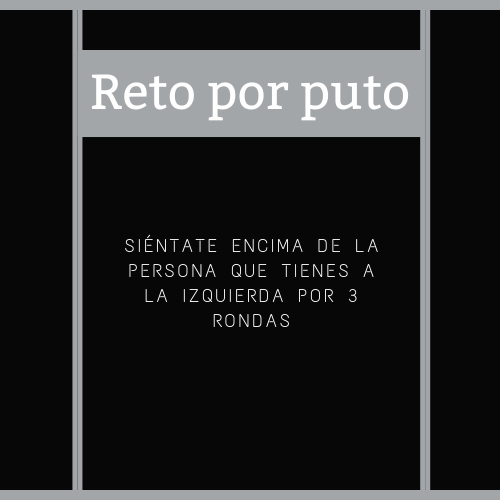 Reto por puto
SIÉNTATE ENCIMA DE LA
PERSONA QUE TIENES A
LA IZQUIERDA POR 3
RONDAS